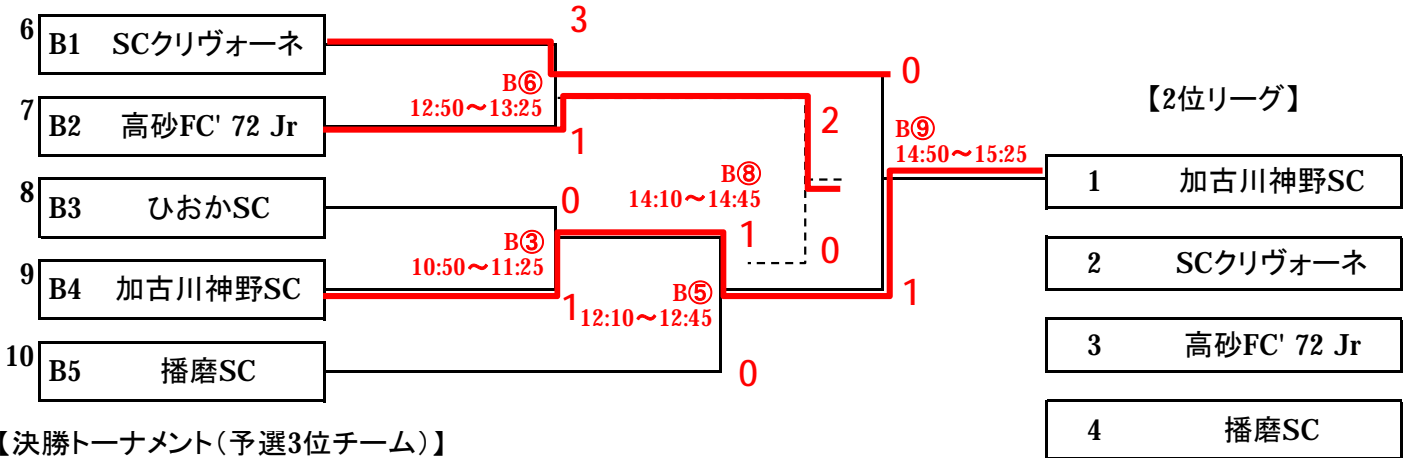 6 B1 SCクリヴォーネ 3
0
B⑥
12:50～13:25
【2位リーグ】
7 B2 高砂FC' 72 Jr 1
2
B⑨
14:50～15:25
1 加古川神野SC
B⑧
14:10～14:45
8 B3 ひおかSC 0
1
0
B③
10:50～11:25
2 SCクリヴォーネ
9 B4 加古川神野SC 1
B⑤
12:10～12:45
1
3 高砂FC' 72 Jr
10 B5 播磨SC 0
4 播磨SC
【決勝トーナメント（予選3位チーム）】